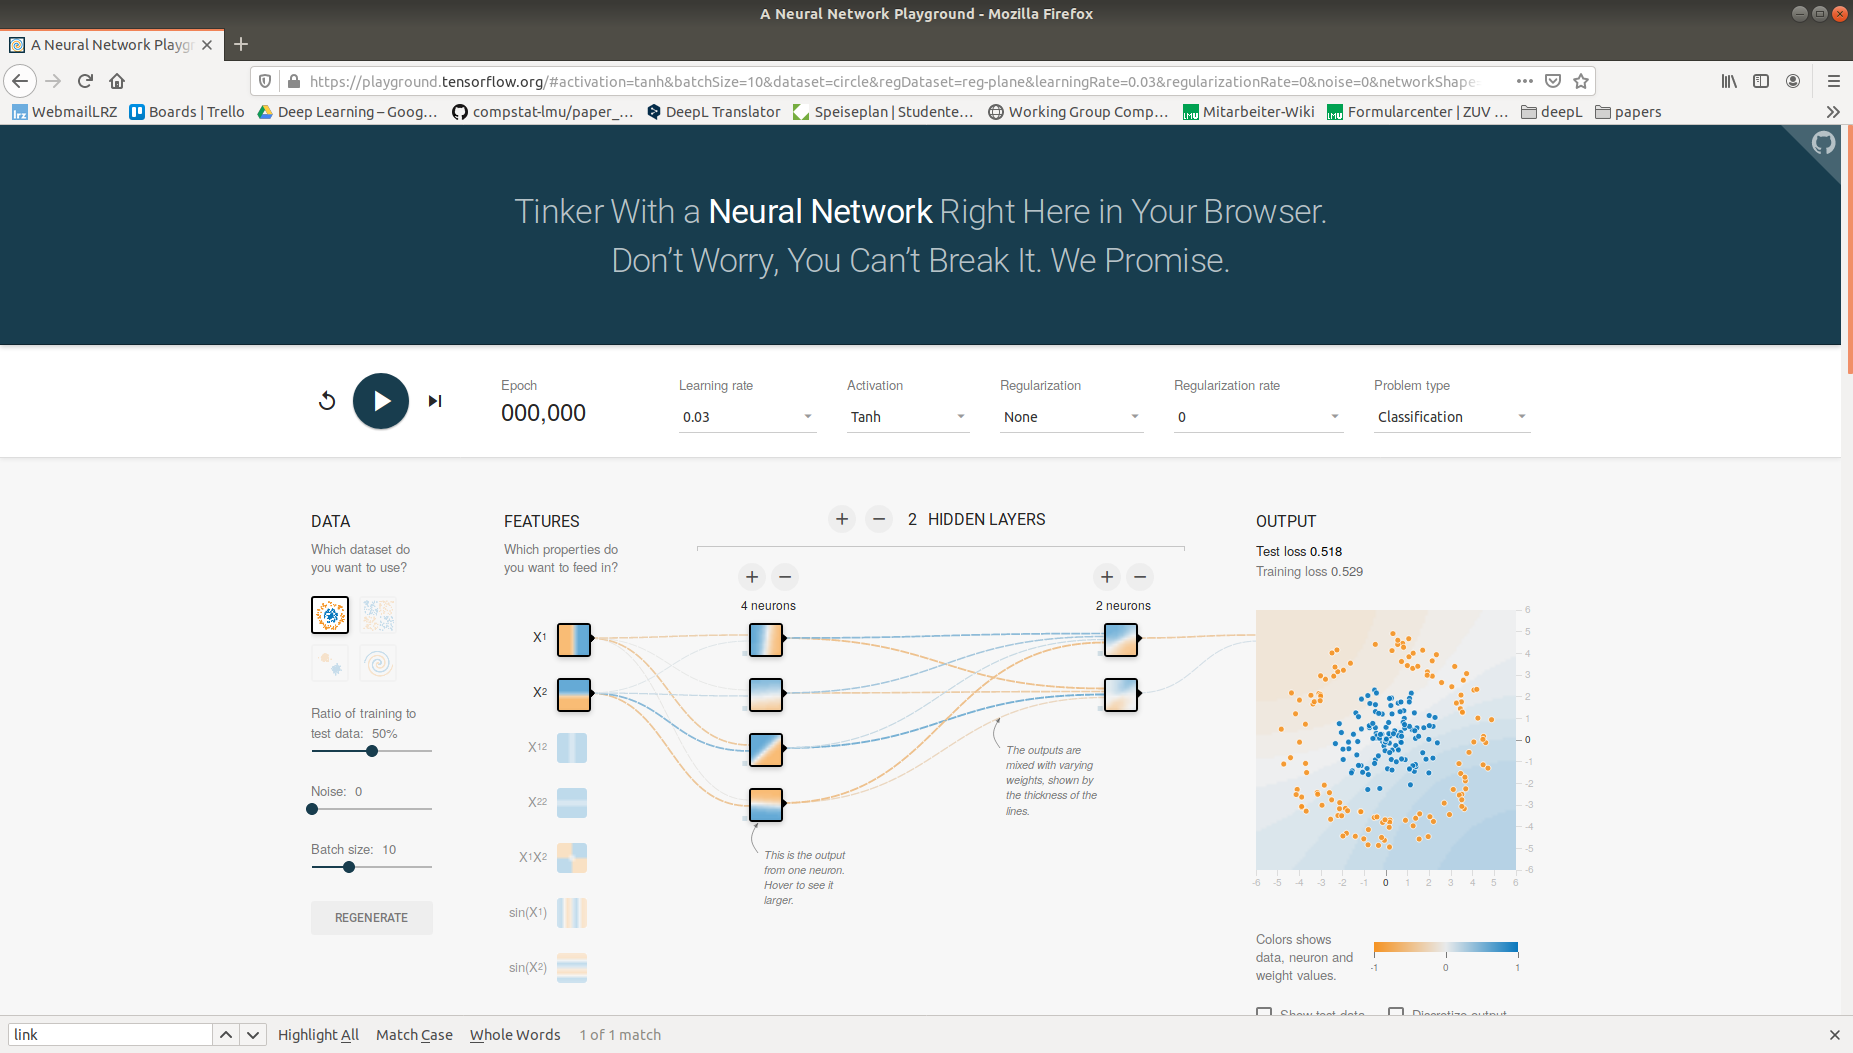 A Neural Network Playground - Mozilla Firefox
A Neural Network Playgr
https://playground.tensorflow.org/#activation=tanh&batchSize=10&dataset=circle&regDataset=reg-plane&learningRate=0.03&regularizationRate=0&noise=0&networkShape=
WebmailLRZ Boards | Trello Deep Learning – Goog… compstat-lmu/paper_… DeepL Translator Speiseplan | Studente… Working Group Comp… Mitarbeiter-Wiki Formularcenter | ZUV … deepL papers
Tinker With a Neural Network Right Here in Your Browser.
Don't Worry, You Can't Break It. We Promise.
Epoch
000,000
Learning rate
0.03
Activation
Tanh
Regularization
None
Regularization rate
0
Problem type
Classification
DATA
Which dataset do
you want to use?
Ratio of training to
test data: 50%
Noise: 0
Batch size: 10
REGENERATE
FEATURES
Which properties do
you want to feed in?
X1
X2
X12
X22
X1X2
sin(X1)
sin(X2)
+ − 2 HIDDEN LAYERS
+ −
4 neurons
+ −
2 neurons
This is the output
from one neuron.
Hover to see it
larger.
The outputs are
mixed with varying
weights, shown by
the thickness of the
lines.
OUTPUT
Test loss 0.518
Training loss 0.529
6
5
4
3
2
1
0
-1
-2
-3
-4
-5
-6
-6 -5 -4 -3 -2 -1 0 1 2 3 4 5 6
Colors shows
data, neuron and
weight values.
-1 0 1
Show test data Discretize output
link Highlight All Match Case Whole Words 1 of 1 match